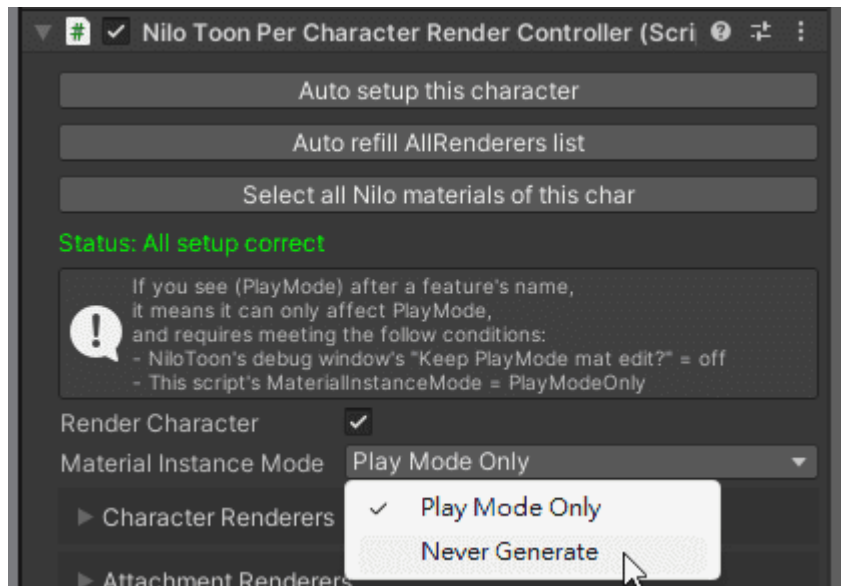 # Nilo Toon Per Character Render Controller (Scri
Auto setup this character
Auto refill AllRenderers list
Select all Nilo materials of this char
Status: All setup correct
If you see (PlayMode) after a feature's name,
it means it can only affect PlayMode,
and requires meeting the follow conditions:
- NiloToon's debug window's "Keep PlayMode mat edit?" = off
- This script's MaterialInstanceMode = PlayModeOnly
Render Character
Material Instance Mode Play Mode Only
Character Renderers Play Mode Only
Never Generate
Attachment Renderers